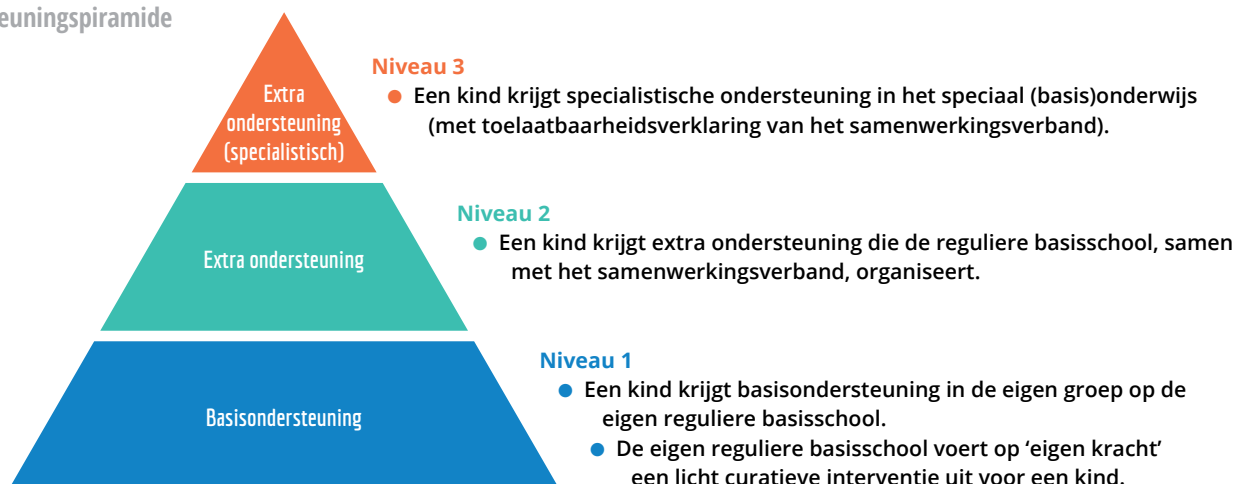 euningspiramide
Niveau 3
Extra
ondersteuning
(specialistisch)
● Een kind krijgt specialistische ondersteuning in het speciaal (basis)onderwijs
(met toelaatbaarheidsverklaring van het samenwerkingsverband).
Niveau 2
Extra ondersteuning
● Een kind krijgt extra ondersteuning die de reguliere basisschool, samen
met het samenwerkingsverband, organiseert.
Niveau 1
Basisondersteuning
● Een kind krijgt basisondersteuning in de eigen groep op de
eigen reguliere basisschool.
● De eigen reguliere basisschool voert op ‘eigen kracht’
een licht curatieve interventie uit voor een kind.